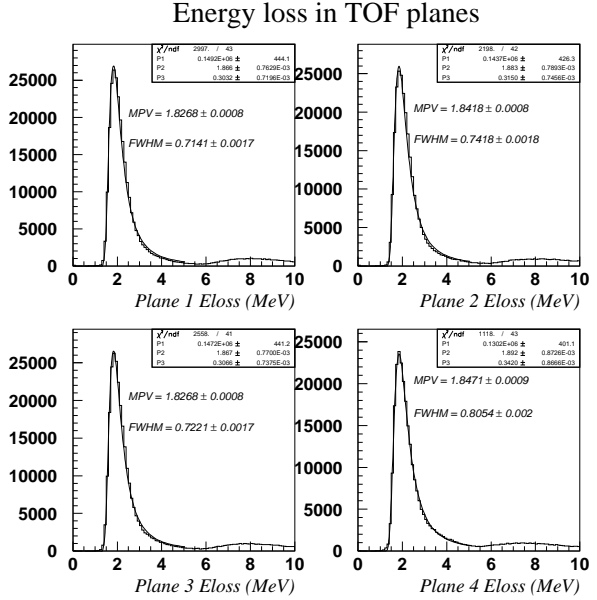 Energy loss in TOF planes
χ²/ndf 2997. / 43
P1 0.1492E+06 ± 444.1
P2 1.866 ± 0.7629E-03
P3 0.3032 ± 0.7196E-03
MPV = 1.8268 ± 0.0008
FWHM = 0.7141 ± 0.0017
25000
20000
15000
10000
5000
0
0 2 4 6 8 10
Plane 1 Eloss (MeV)
χ²/ndf 2198. / 42
P1 0.1437E+06 ± 426.3
P2 1.883 ± 0.7893E-03
P3 0.3150 ± 0.7456E-03
MPV = 1.8418 ± 0.0008
FWHM = 0.7418 ± 0.0018
25000
20000
15000
10000
5000
0
0 2 4 6 8 10
Plane 2 Eloss (MeV)
χ²/ndf 2558. / 41
P1 0.1472E+06 ± 441.2
P2 1.867 ± 0.7700E-03
P3 0.3066 ± 0.7375E-03
MPV = 1.8268 ± 0.0008
FWHM = 0.7221 ± 0.0017
25000
20000
15000
10000
5000
0
0 2 4 6 8 10
Plane 3 Eloss (MeV)
χ²/ndf 1118. / 43
P1 0.1302E+06 ± 401.1
P2 1.892 ± 0.8726E-03
P3 0.3420 ± 0.8666E-03
MPV = 1.8471 ± 0.0009
FWHM = 0.8054 ± 0.002
25000
20000
15000
10000
5000
0
0 2 4 6 8 10
Plane 4 Eloss (MeV)